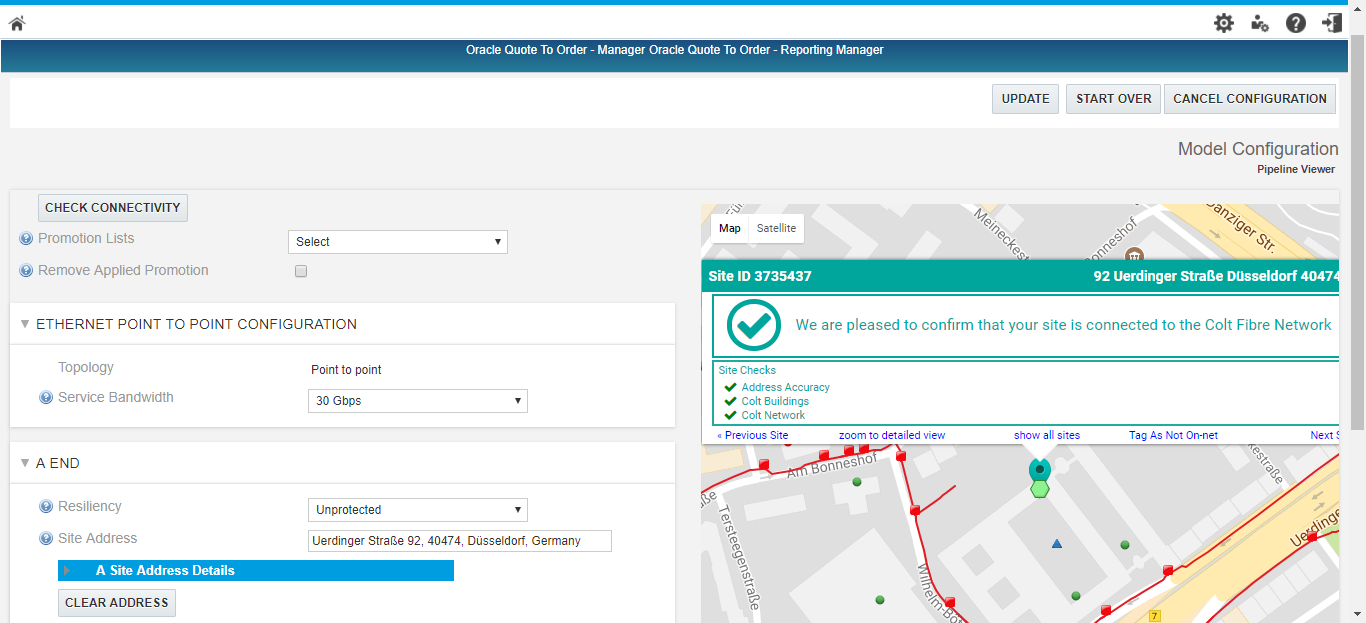 Oracle Quote To Order - Manager Oracle Quote To Order - Reporting Manager
UPDATE
START OVER
CANCEL CONFIGURATION
Model Configuration
Pipeline Viewer
CHECK CONNECTIVITY
Promotion Lists
Select
Remove Applied Promotion
ETHERNET POINT TO POINT CONFIGURATION
Topology
Point to point
Service Bandwidth
30 Gbps
A END
Resiliency
Unprotected
Site Address
Uerdinger Straße 92, 40474, Düsseldorf, Germany
A Site Address Details
CLEAR ADDRESS
Map
Satellite
Meineckest
Bonneshof
Danziger Str.
Site ID 3735437
92 Uerdinger Straße Düsseldorf 40474
We are pleased to confirm that your site is connected to the Colt Fibre Network
Site Checks
Address Accuracy
Colt Buildings
Colt Network
« Previous Site
zoom to detailed view
show all sites
Tag As Not On-net
Next S
Am Bonneshof
Tersteegenstraße
Wilhelm-Bot
Uerdinge
7